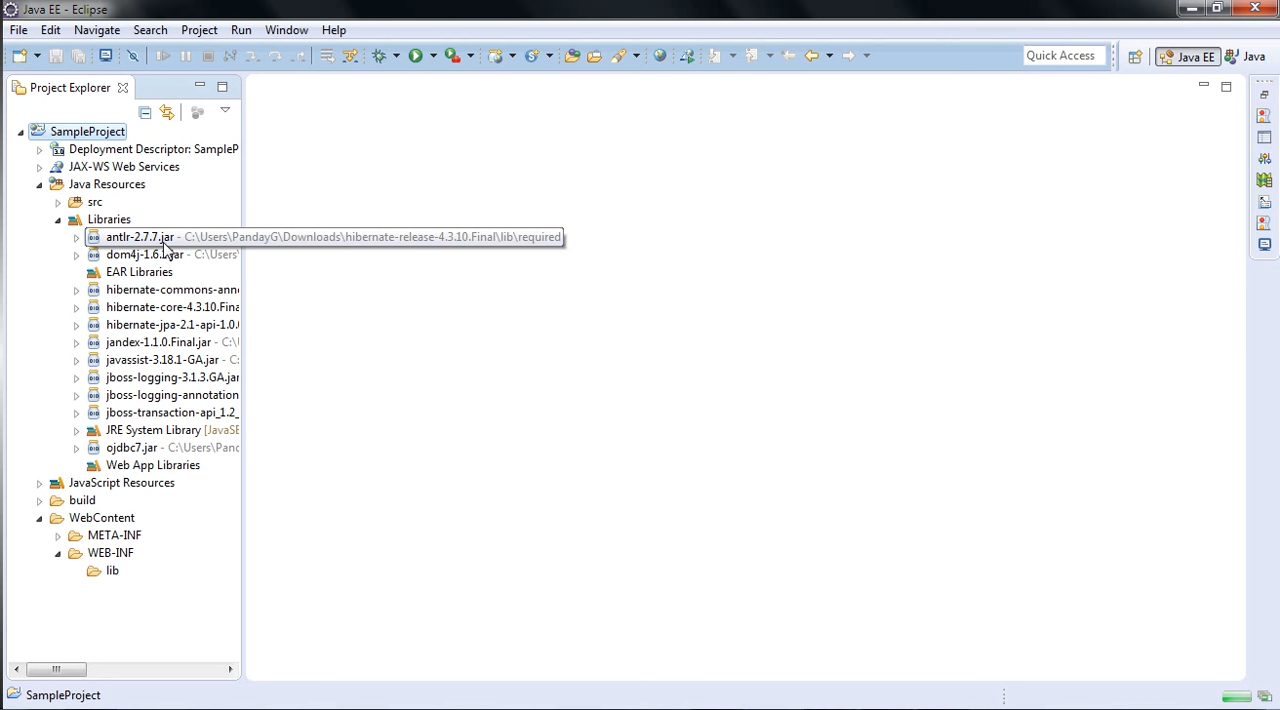 Java EE - Eclipse
File Edit Navigate Search Project Run Window Help
Quick Access
Java EE
Java
Project Explorer
SampleProject
Deployment Descriptor: SampleP
JAX-WS Web Services
Java Resources
src
Libraries
antlr-2.7.7.jar - C:\Users\PandayG\Downloads\hibernate-release-4.3.10.Final\lib\required
dom4j-1.6. jar - C:\Users\
EAR Libraries
hibernate-commons-ann
hibernate-core-4.3.10.Fina
hibernate-jpa-2.1-api-1.0.
jandex-1.1.0.Final.jar - C:\
javassist-3.18.1-GA.jar - C:
jboss-logging-3.1.3.GA.jar
jboss-logging-annotation
jboss-transaction-api_1.2_
JRE System Library [JavaSE
ojdbc7.jar - C:\Users\Pand
Web App Libraries
JavaScript Resources
build
WebContent
META-INF
WEB-INF
lib
SampleProject